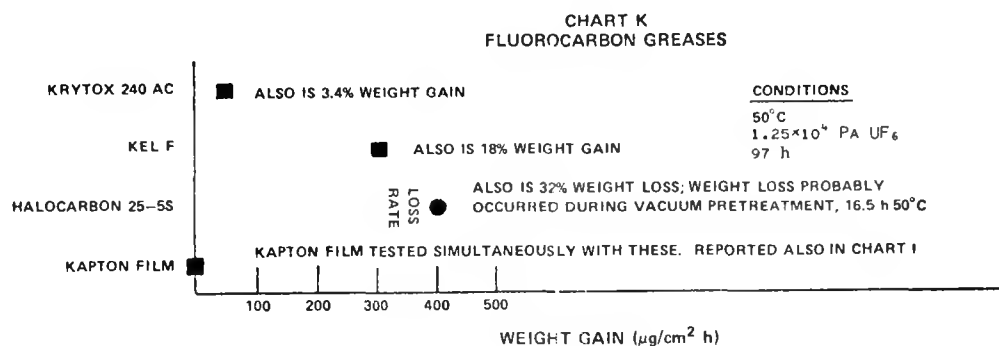 CHART K
FLUOROCARBON GREASES
KRYTOX 240 AC
ALSO IS 3.4% WEIGHT GAIN
CONDITIONS
50°C
1.25×10⁴ PA UF₆
97 h
KEL F
ALSO IS 18% WEIGHT GAIN
HALOCARBON 25-5S
LOSS
RATE
ALSO IS 32% WEIGHT LOSS; WEIGHT LOSS PROBABLY
OCCURRED DURING VACUUM PRETREATMENT, 16.5 h 50°C
KAPTON FILM
KAPTON FILM TESTED SIMULTANEOUSLY WITH THESE. REPORTED ALSO IN CHART I
100 200 300 400 500
WEIGHT GAIN (μg/cm² h)